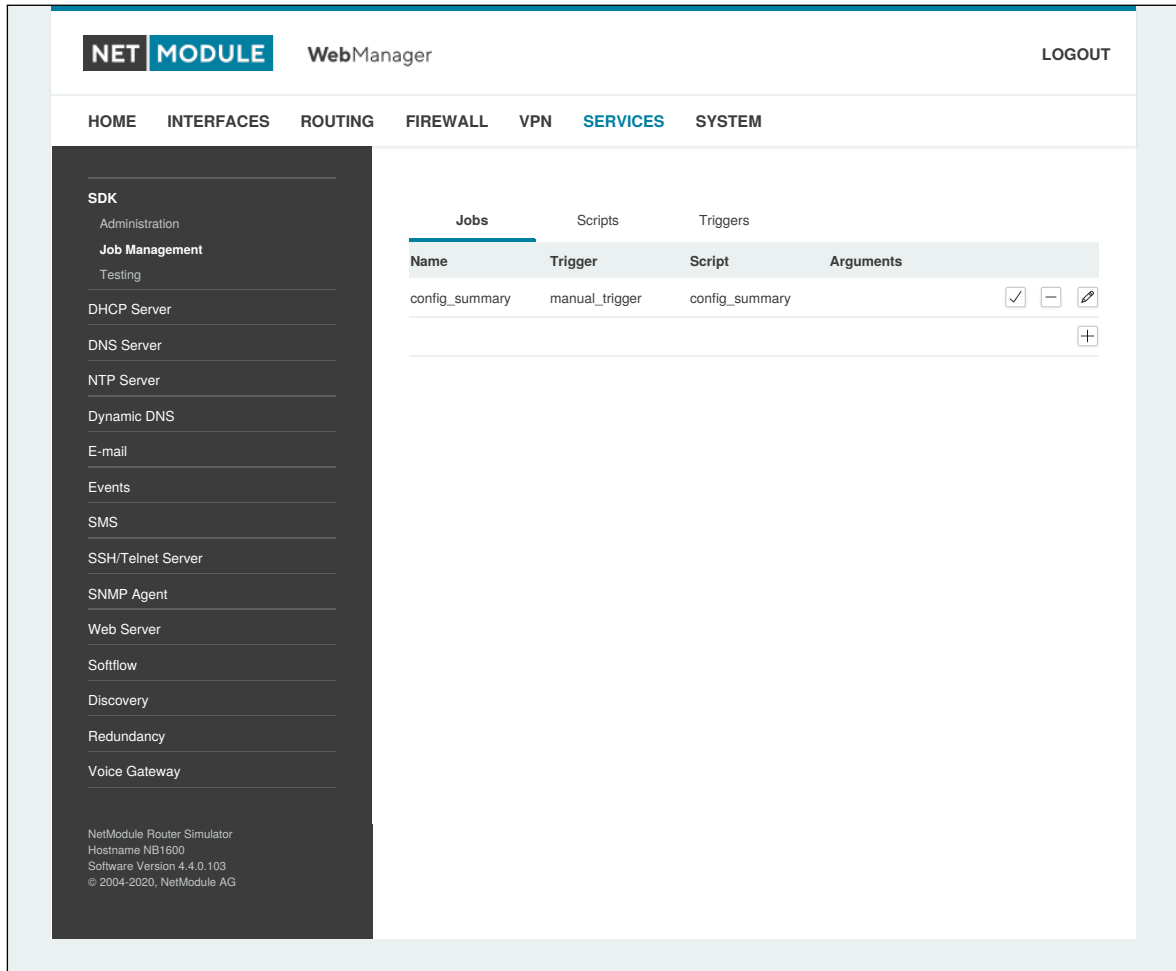 NET MODULE WebManager LOGOUT
HOME INTERFACES ROUTING FIREWALL VPN SERVICES SYSTEM
SDK
Administration
Job Management
Testing
DHCP Server
DNS Server
NTP Server
Dynamic DNS
E-mail
Events
SMS
SSH/Telnet Server
SNMP Agent
Web Server
Softflow
Discovery
Redundancy
Voice Gateway
NetModule Router Simulator
Hostname NB1600
Software Version 4.4.0.103
© 2004-2020, NetModule AG
Jobs Scripts Triggers
Name Trigger Script Arguments
config_summary manual_trigger config_summary